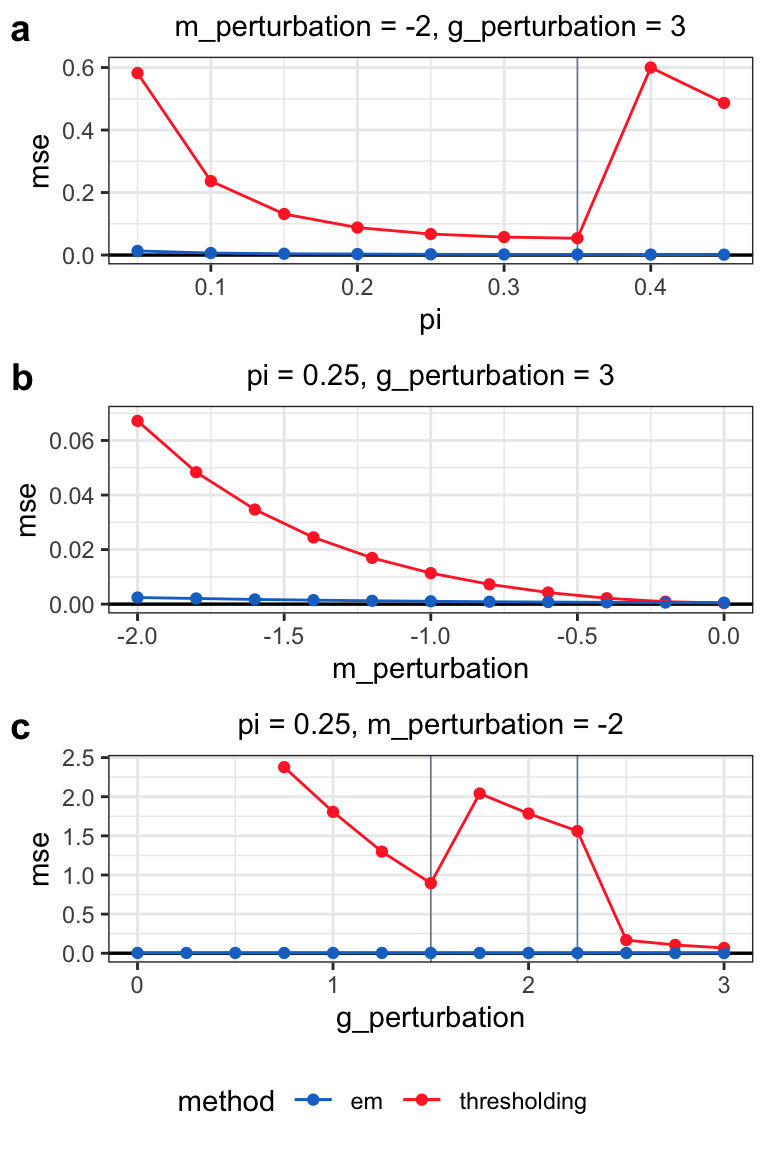 a
m_perturbation = -2, g_perturbation = 3
mse
0.6
0.4
0.2
0.0
0.1 0.2 0.3 0.4
pi
b
pi = 0.25, g_perturbation = 3
mse
0.06
0.04
0.02
0.00
-2.0 -1.5 -1.0 -0.5 0.0
m_perturbation
c
pi = 0.25, m_perturbation = -2
mse
2.5
2.0
1.5
1.0
0.5
0.0
0 1 2 3
g_perturbation
method em thresholding